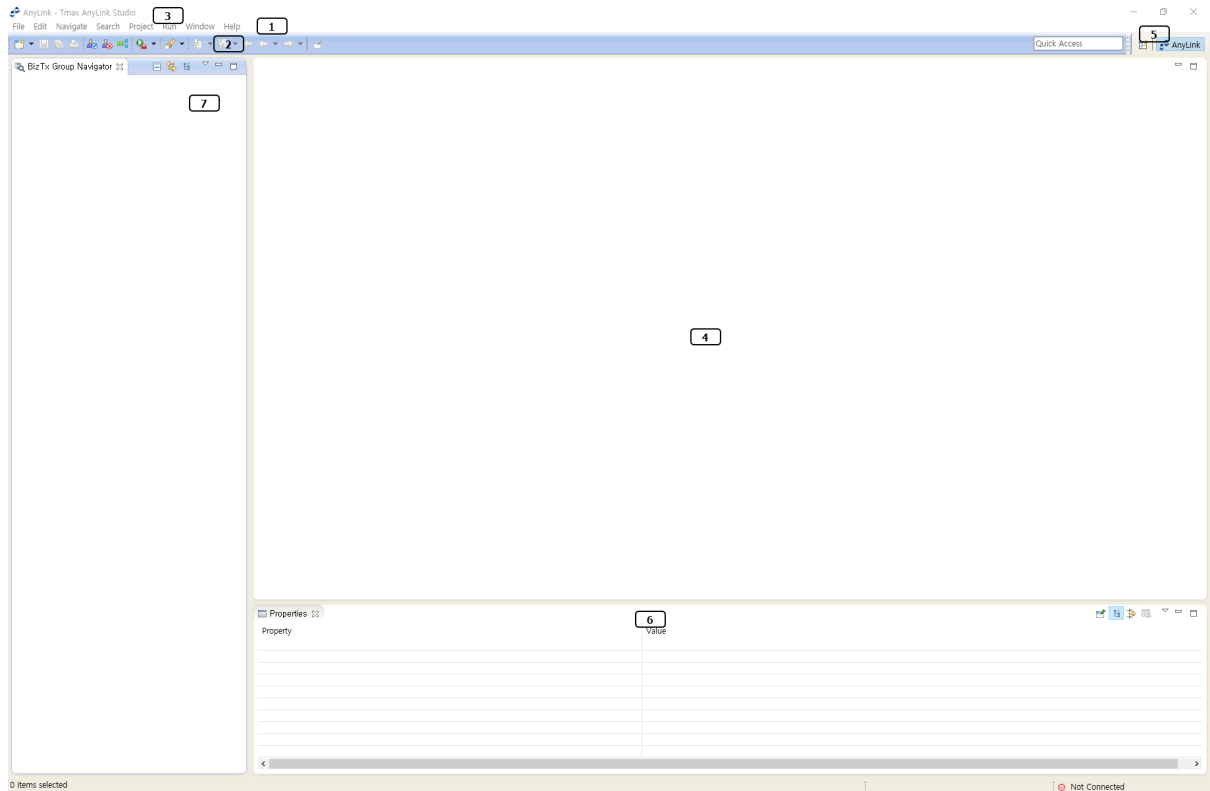 AnyLink - Tmax AnyLink Studio
3
File Edit Navigate Search Project Run Window Help
1
2
Quick Access
5
AnyLink
BizTx Group Navigator
7
4
Properties
6
Property Value
0 items selected
Not Connected